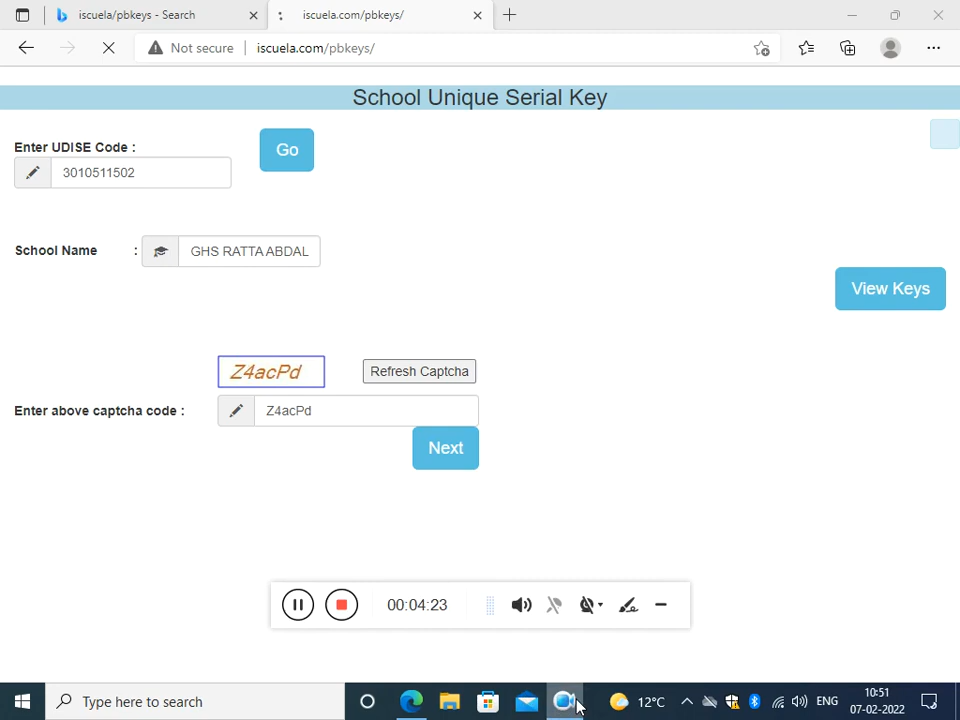 iscuela/pbkeys - Search
iscuela.com/pbkeys/
Not secure
iscuela.com/pbkeys/
School Unique Serial Key
Enter UDISE Code :
3010511502
Go
School Name :
GHS RATTA ABDAL
View Keys
Z4acPd
Refresh Captcha
Enter above captcha code :
Z4acPd
Next
00:04:23
Type here to search
12°C
ENG
10:51
07-02-2022